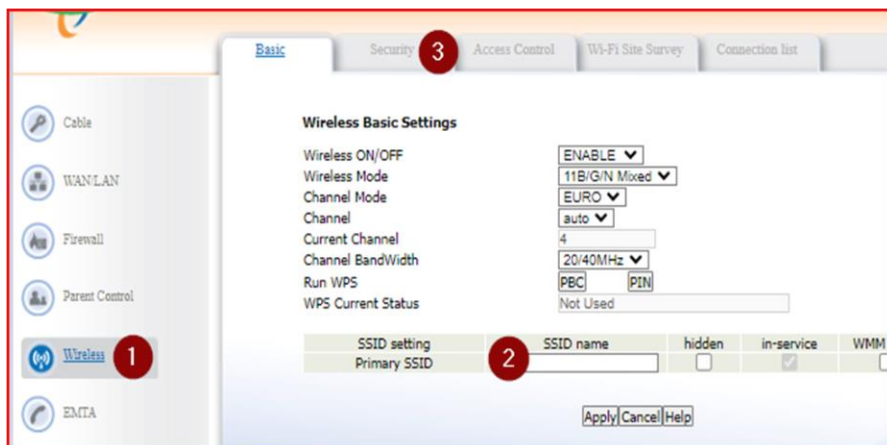 Basic Security 3 Access Control Wi-Fi Site Survey Connection list
Cable
WAN/LAN
Firewall
Parent Control
Wireless 1
EMTA
Wireless Basic Settings
Wireless ON/OFF ENABLE
Wireless Mode 11B/G/N Mixed
Channel Mode EURO
Channel auto
Current Channel 4
Channel BandWidth 20/40MHz
Run WPS PBC PIN
WPS Current Status Not Used
SSID setting SSID name hidden in-service WMM
Primary SSID 2
Apply Cancel Help